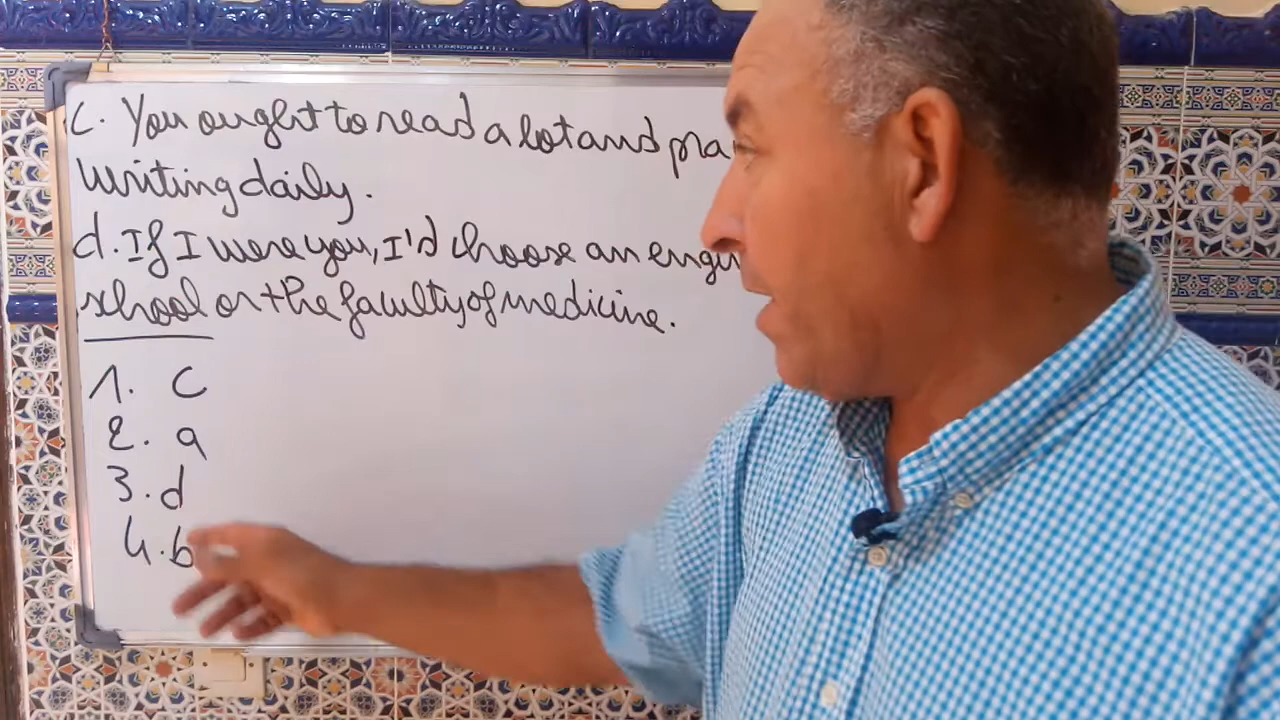 c. You ought to read a lot and pra
writing daily.
d. If I were you, I'd choose an engi
school or the faculty of medicine.
1. c
2. a
3. d
4. b